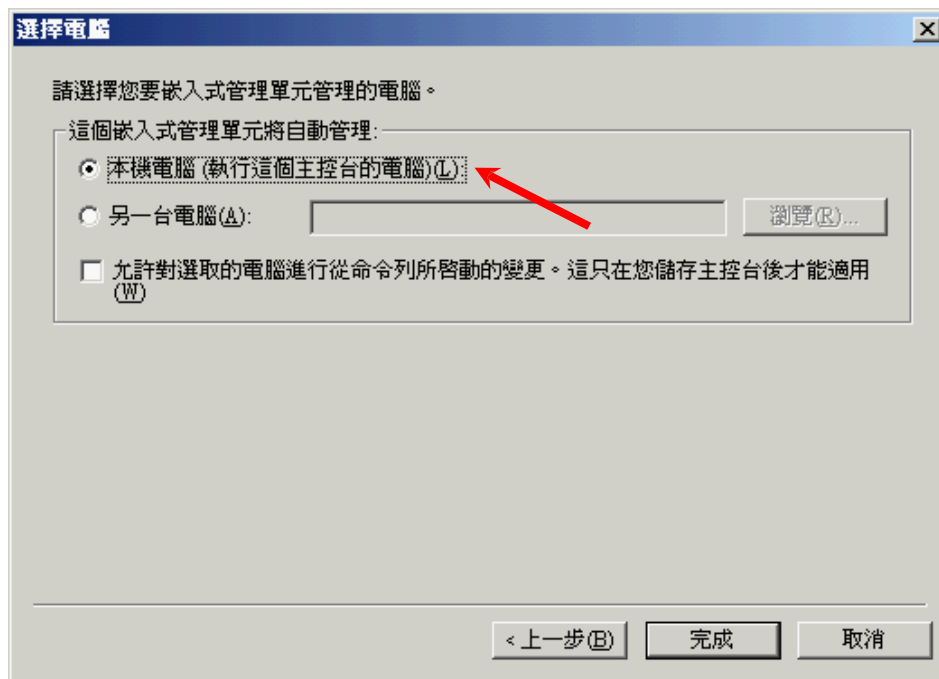 選擇電腦
請選擇您要嵌入式管理單元管理的電腦。
這個嵌入式管理單元將自動管理:
本機電腦 (執行這個主控台的電腦)(L):
另一台電腦(A):
瀏覽(R)...
允許對選取的電腦進行從命令列所啓動的變更。這只在您儲存主控台後才能適用
(W)
<上一步(B)
完成
取消